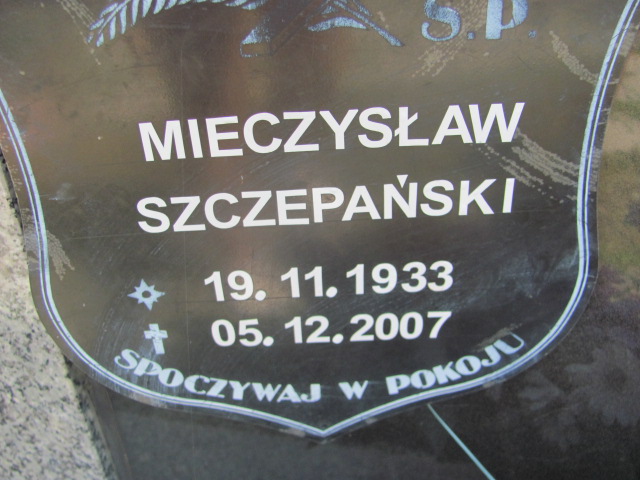 ś.p.
MIECZYSŁAW
SZCZEPAŃSKI
19.11.1933
05.12.2007
SPOCZYWAJ W POKOJU